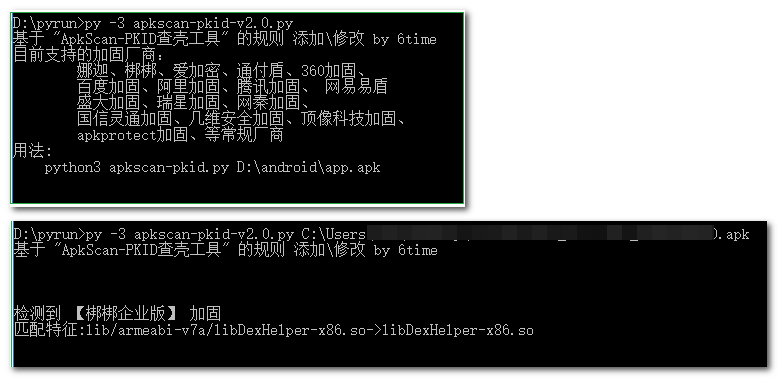 D:\pyrun>py -3 apkscan-pkid-v2.0.py
基于 "ApkScan-PKID查壳工具" 的规则 添加\修改 by 6time
目前支持的加固厂商:
娜迦、梆梆、爱加密、通付盾、360加固、
百度加固、阿里加固、腾讯加固、 网易易盾
盛大加固、瑞星加固、网秦加固、
国信灵通加固、几维安全加固、顶像科技加固、
apkprotect加固、等常规厂商
用法:
python3 apkscan-pkid.py D:\android\app.apk
D:\pyrun>py -3 apkscan-pkid-v2.0.py C:\Users .apk
基于 "ApkScan-PKID查壳工具" 的规则 添加\修改 by 6time
检测到 【梆梆企业版】 加固
匹配特征:lib/armeabi-v7a/libDexHelper-x86.so->libDexHelper-x86.so